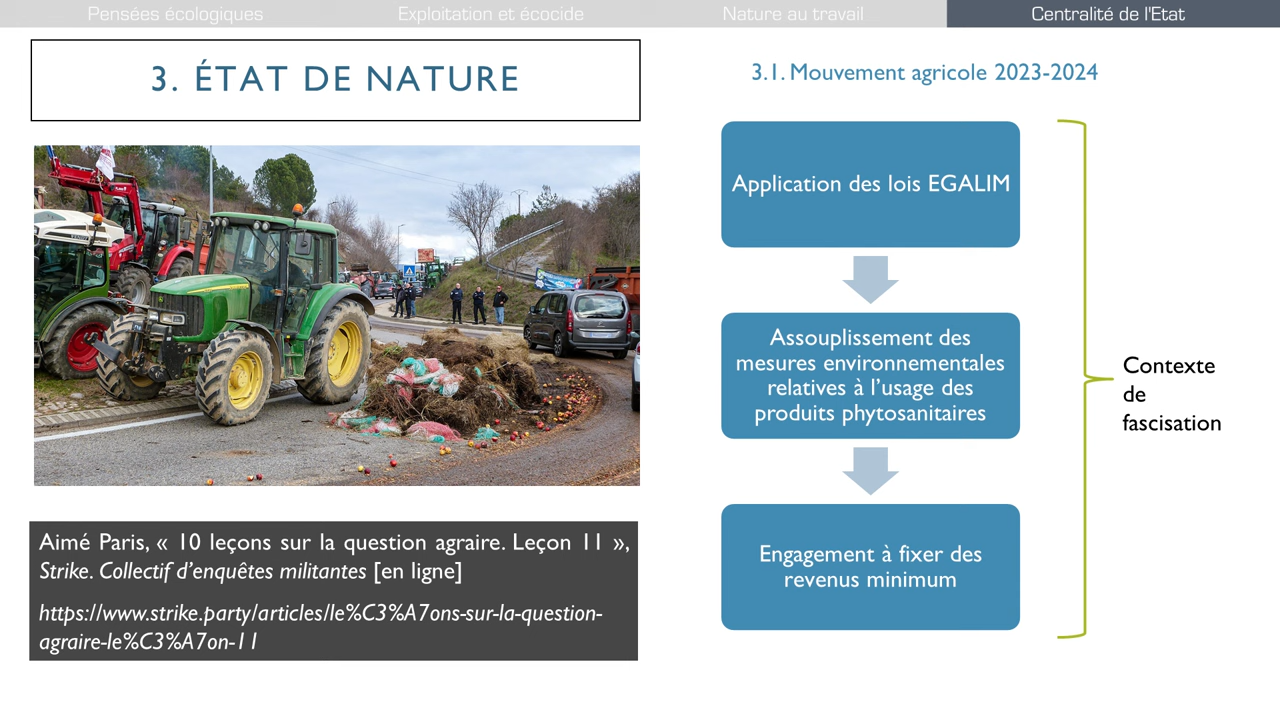 Pensées écologiques
Exploitation et écocide
Nature au travail
Centralité de l'Etat
3. ÉTAT DE NATURE
3.1. Mouvement agricole 2023-2024
Application des lois EGALIM
Assouplissement des
mesures environnementales
relatives à l’usage des
produits phytosanitaires
Engagement à fixer des
revenus minimum
Contexte
de
fascisation
Aimé Paris, « 10 leçons sur la question agraire. Leçon 11 »,
Strike. Collectif d’enquêtes militantes [en ligne]
https://www.strike.party/articles/le%C3%A7ons-sur-la-question-
agraire-le%C3%A7on-11